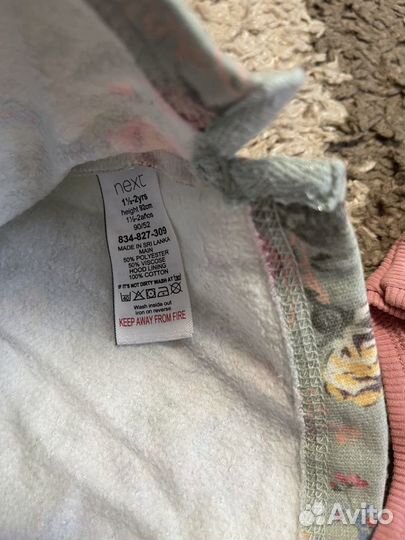 next
1½-2yrs
height 92cm
1½-2años
90/52
834-827-309
MADE IN SRI LANKA
MAIN
50% POLYESTER
50% VISCOSE
HOOD LINING
100% COTTON
IF IT'S NOT DIRTY WASH AT
Wash inside out
Iron on reverse
KEEP AWAY FROM FIRE
Avito